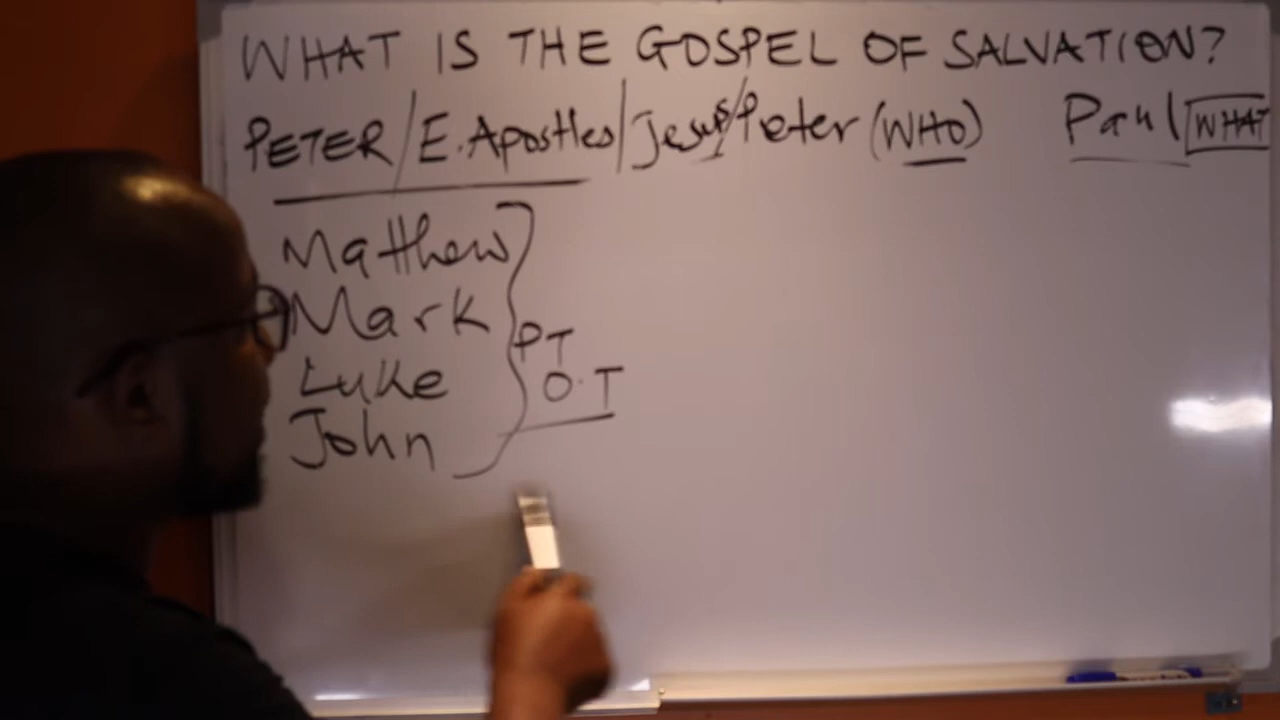 WHAT IS THE GOSPEL OF SALVATION?
PETER/E.Apostles/Jesus/Peter (WHO) Paul WHAT
Matthew
Mark
PT
Luke
O.T
John